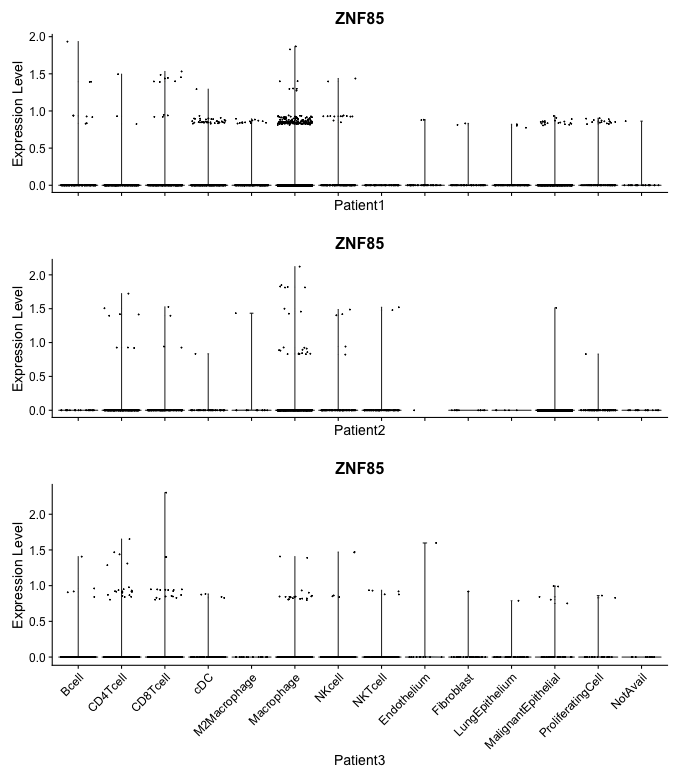 ZNF85
Expression Level
2.0
1.5
1.0
0.5
0.0
Patient1
ZNF85
Expression Level
2.0
1.5
1.0
0.5
0.0
Patient2
ZNF85
Expression Level
2.0
1.5
1.0
0.5
0.0
Bcell
CD4Tcell
CD8Tcell
cDC
M2Macrophage
Macrophage
NKcell
NKTcell
Endothelium
Fibroblast
LungEpithelium
MalignantEpithelial
ProliferatingCell
NotAvail
Patient3